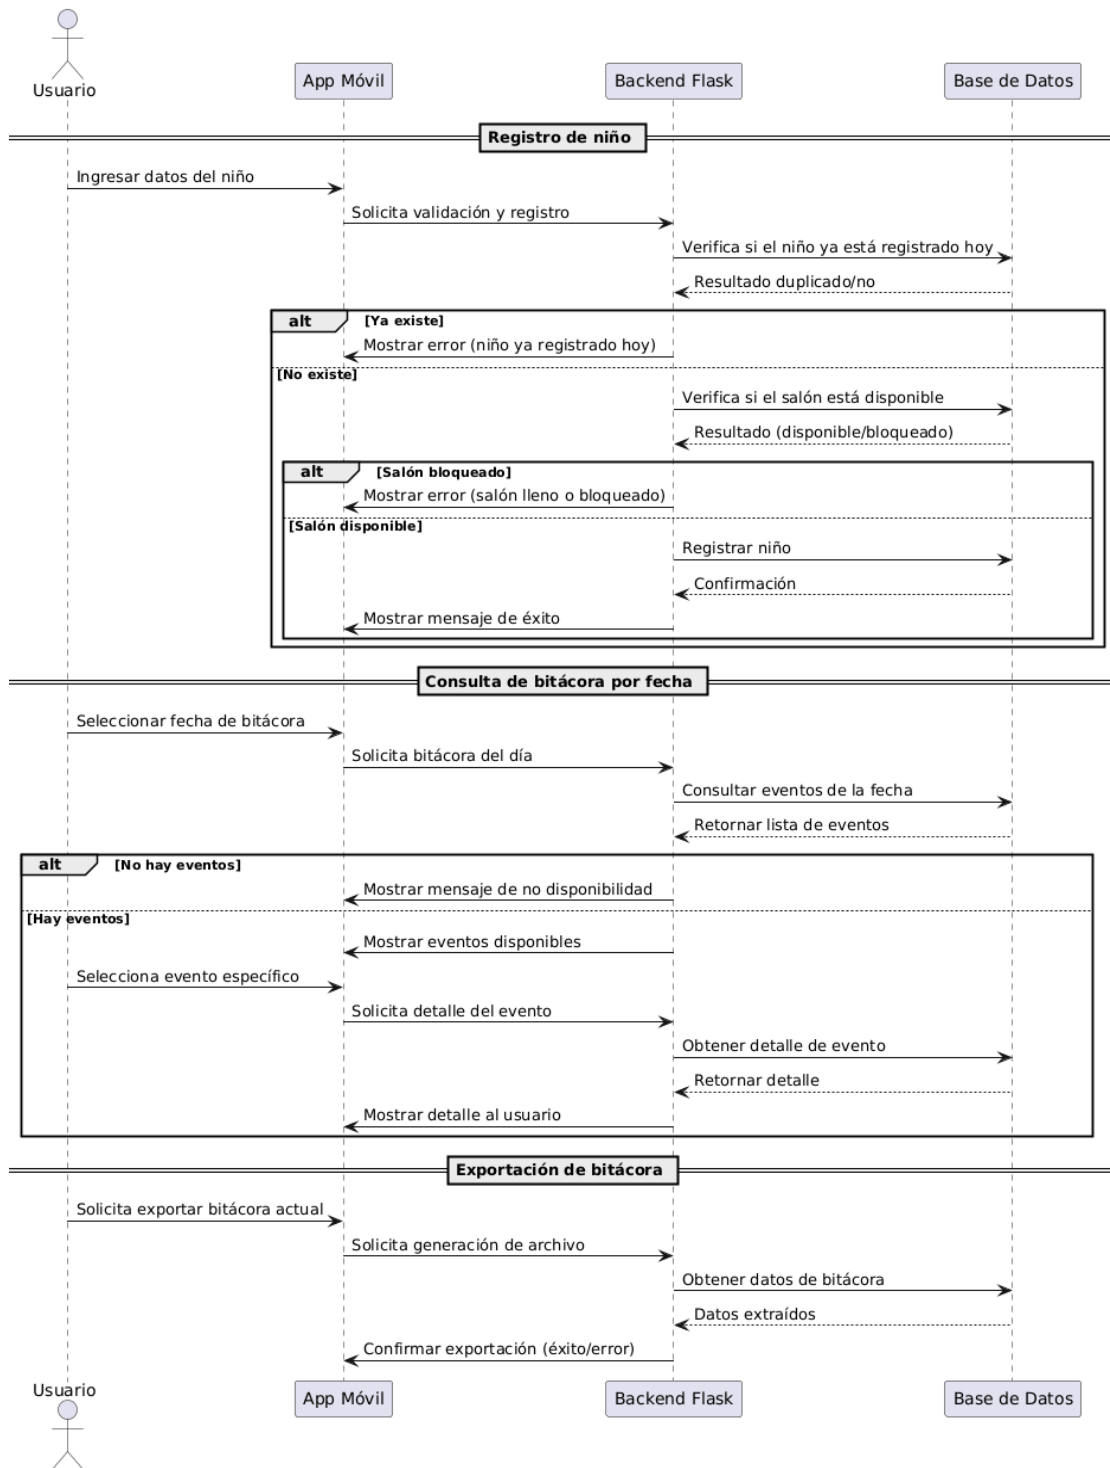 Usuario
App Móvil
Backend Flask
Base de Datos
Registro de niño
Ingresar datos del niño
Solicita validación y registro
Verifica si el niño ya está registrado hoy
Resultado duplicado/no
alt
[Ya existe]
Mostrar error (niño ya registrado hoy)
[No existe]
Verifica si el salón está disponible
Resultado (disponible/bloqueado)
alt
[Salón bloqueado]
Mostrar error (salón lleno o bloqueado)
[Salón disponible]
Registrar niño
Confirmación
Mostrar mensaje de éxito
Consulta de bitácora por fecha
Seleccionar fecha de bitácora
Solicita bitácora del día
Consultar eventos de la fecha
Retornar lista de eventos
alt
[No hay eventos]
Mostrar mensaje de no disponibilidad
[Hay eventos]
Mostrar eventos disponibles
Selecciona evento específico
Solicita detalle del evento
Obtener detalle de evento
Retornar detalle
Mostrar detalle al usuario
Exportación de bitácora
Solicita exportar bitácora actual
Solicita generación de archivo
Obtener datos de bitácora
Datos extraídos
Confirmar exportación (éxito/error)
Usuario
App Móvil
Backend Flask
Base de Datos